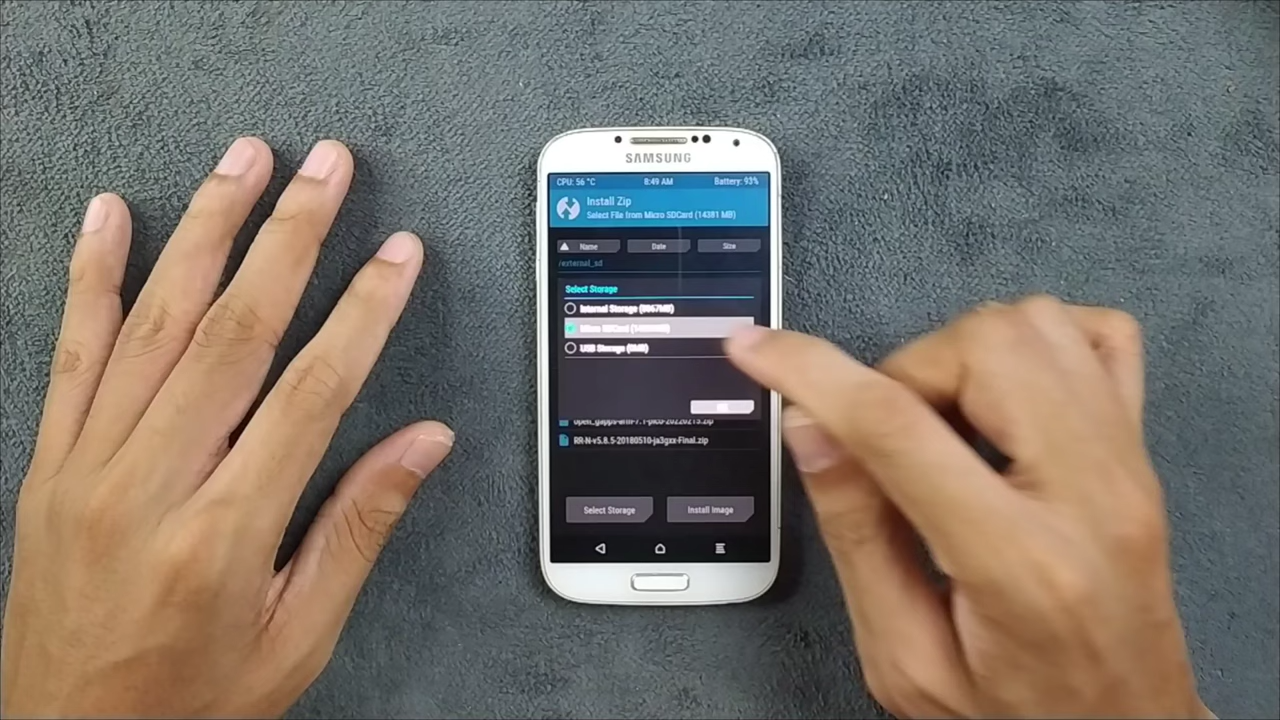 SAMSUNG
CPU: 56 °C 8:49 AM Battery: 93%
Install Zip
Select File from Micro SDCard (14381 MB)
Name Date Size
/external_sd
Select Storage
Internal Storage
Micro SDCard
USB Storage (0MB)
RR-N-v5.8.5-20180510-ja3gxx-Final.zip
Select Storage Install Image